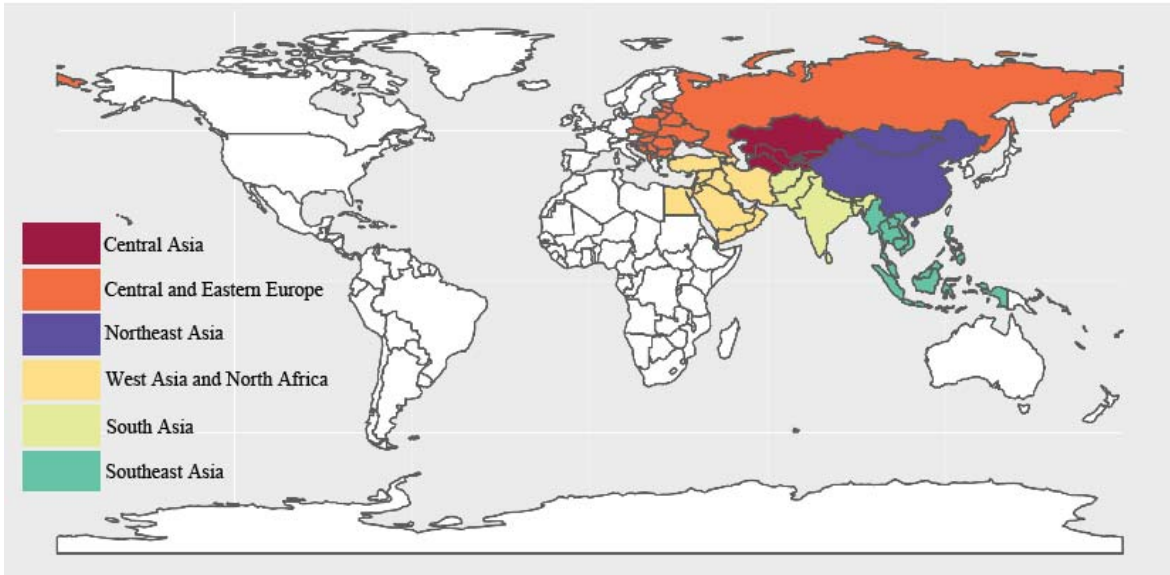 Central Asia
Central and Eastern Europe
Northeast Asia
West Asia and North Africa
South Asia
Southeast Asia